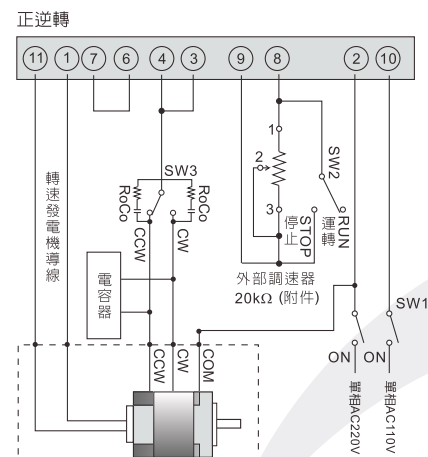 正逆轉
11 1 7 6 4 3 9 8 2 10
轉速發電機導線
SW3
RoCo
RoCo
CCW
CW
電容器
1
2
3
SW2
停止
STOP
運轉
RUN
外部調速器
20kΩ (附件)
SW1
ON
ON
單相AC220V
單相AC110V
CCW
CW
COM